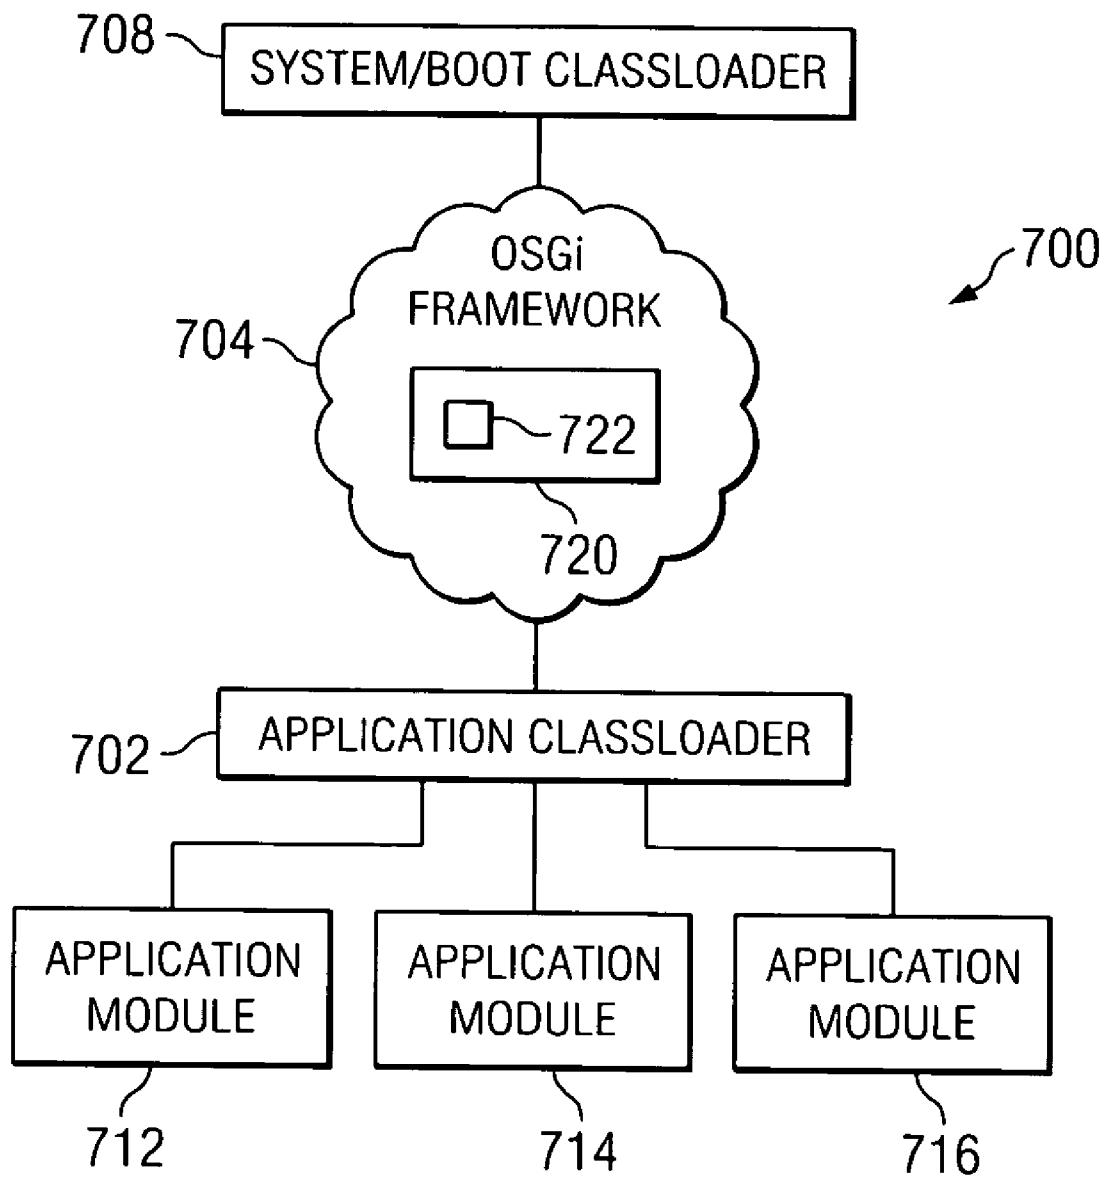 708
SYSTEM/BOOT CLASSLOADER
700
OSGi
FRAMEWORK
704
722
720
702
APPLICATION CLASSLOADER
APPLICATION
MODULE
APPLICATION
MODULE
APPLICATION
MODULE
712
714
716